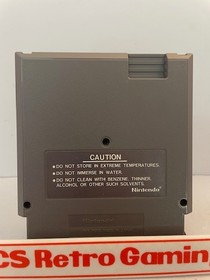 CAUTION
• DO NOT STORE IN EXTREME TEMPERATURES.
• DO NOT IMMERSE IN WATER.
• DO NOT CLEAN WITH BENZENE, THINNER,
ALCOHOL OR OTHER SUCH SOLVENTS.
Nintendo
CS Retro Gaming